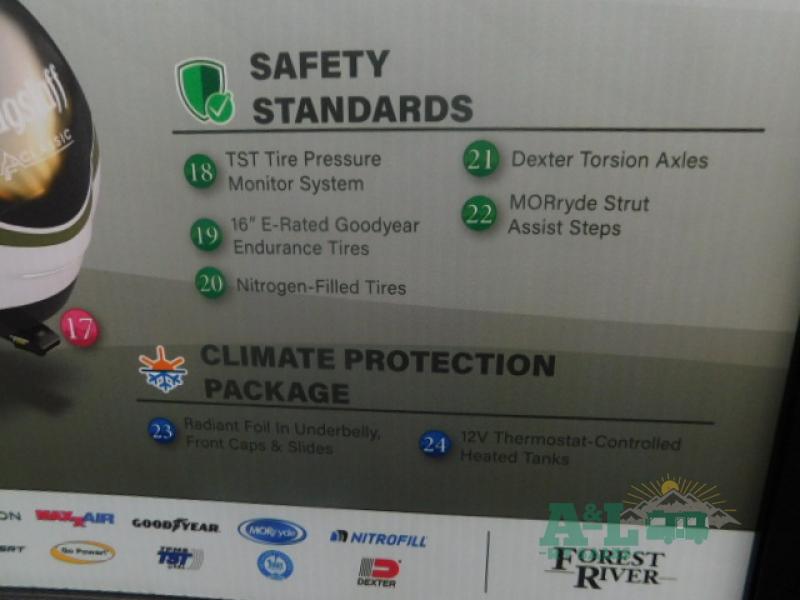 SAFETY
STANDARDS
18 TST Tire Pressure
Monitor System
19 16" E-Rated Goodyear
Endurance Tires
20 Nitrogen-Filled Tires
21 Dexter Torsion Axles
22 MORryde Strut
Assist Steps
CLASSIC
17
CLIMATE PROTECTION
PACKAGE
23 Radiant Foil In Underbelly,
Front Caps & Slides
24 12V Thermostat-Controlled
Heated Tanks
MAXXAIR
GOODYEAR
MORryde
NITROFILL
Go Power!
TST
DEXTER
A&L
FOREST
RIVER